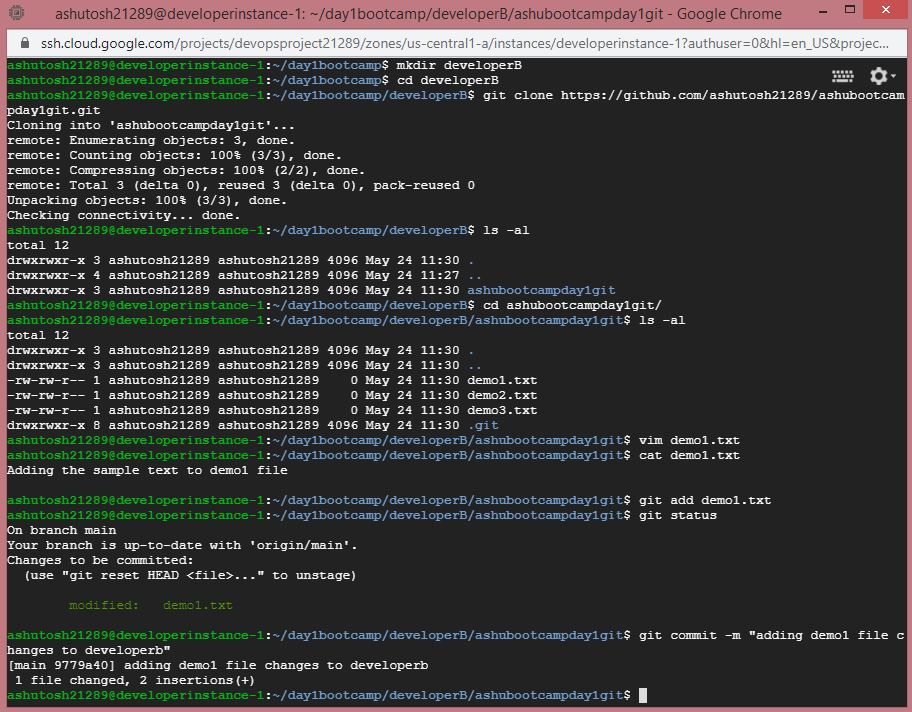 ashutosh21289@developerinstance-1: ~/day1bootcamp/developerB/ashubootcampday1git - Google Chrome
ssh.cloud.google.com/projects/devopsproject21289/zones/us-central1-a/instances/developerinstance-1?authuser=0&hl=en_US&projec...
ashutosh21289@developerinstance-1:~/day1bootcamp$ mkdir developerB
ashutosh21289@developerinstance-1:~/day1bootcamp$ cd developerB
ashutosh21289@developerinstance-1:~/day1bootcamp/developerB$ git clone https://github.com/ashutosh21289/ashubootcam
pday1git.git
Cloning into 'ashubootcampday1git'...
remote: Enumerating objects: 3, done.
remote: Counting objects: 100% (3/3), done.
remote: Compressing objects: 100% (2/2), done.
remote: Total 3 (delta 0), reused 3 (delta 0), pack-reused 0
Unpacking objects: 100% (3/3), done.
Checking connectivity... done.
ashutosh21289@developerinstance-1:~/day1bootcamp/developerB$ ls -al
total 12
drwxrwxr-x 3 ashutosh21289 ashutosh21289 4096 May 24 11:30 .
drwxrwxr-x 4 ashutosh21289 ashutosh21289 4096 May 24 11:27 ..
drwxrwxr-x 3 ashutosh21289 ashutosh21289 4096 May 24 11:30 ashubootcampday1git
ashutosh21289@developerinstance-1:~/day1bootcamp/developerB$ cd ashubootcampday1git/
ashutosh21289@developerinstance-1:~/day1bootcamp/developerB/ashubootcampday1git$ ls -al
total 12
drwxrwxr-x 3 ashutosh21289 ashutosh21289 4096 May 24 11:30 .
drwxrwxr-x 3 ashutosh21289 ashutosh21289 4096 May 24 11:30 ..
-rw-rw-r-- 1 ashutosh21289 ashutosh21289    0 May 24 11:30 demo1.txt
-rw-rw-r-- 1 ashutosh21289 ashutosh21289    0 May 24 11:30 demo2.txt
-rw-rw-r-- 1 ashutosh21289 ashutosh21289    0 May 24 11:30 demo3.txt
drwxrwxr-x 8 ashutosh21289 ashutosh21289 4096 May 24 11:30 .git
ashutosh21289@developerinstance-1:~/day1bootcamp/developerB/ashubootcampday1git$ vim demo1.txt
ashutosh21289@developerinstance-1:~/day1bootcamp/developerB/ashubootcampday1git$ cat demo1.txt
Adding the sample text to demo1 file
ashutosh21289@developerinstance-1:~/day1bootcamp/developerB/ashubootcampday1git$ git add demo1.txt
ashutosh21289@developerinstance-1:~/day1bootcamp/developerB/ashubootcampday1git$ git status
On branch main
Your branch is up-to-date with 'origin/main'.
Changes to be committed:
  (use "git reset HEAD <file>..." to unstage)
        modified:   demo1.txt
ashutosh21289@developerinstance-1:~/day1bootcamp/developerB/ashubootcampday1git$ git commit -m "adding demo1 file c
hanges to developerb"
[main 9779a40] adding demo1 file changes to developerb
 1 file changed, 2 insertions(+)
ashutosh21289@developerinstance-1:~/day1bootcamp/developerB/ashubootcampday1git$